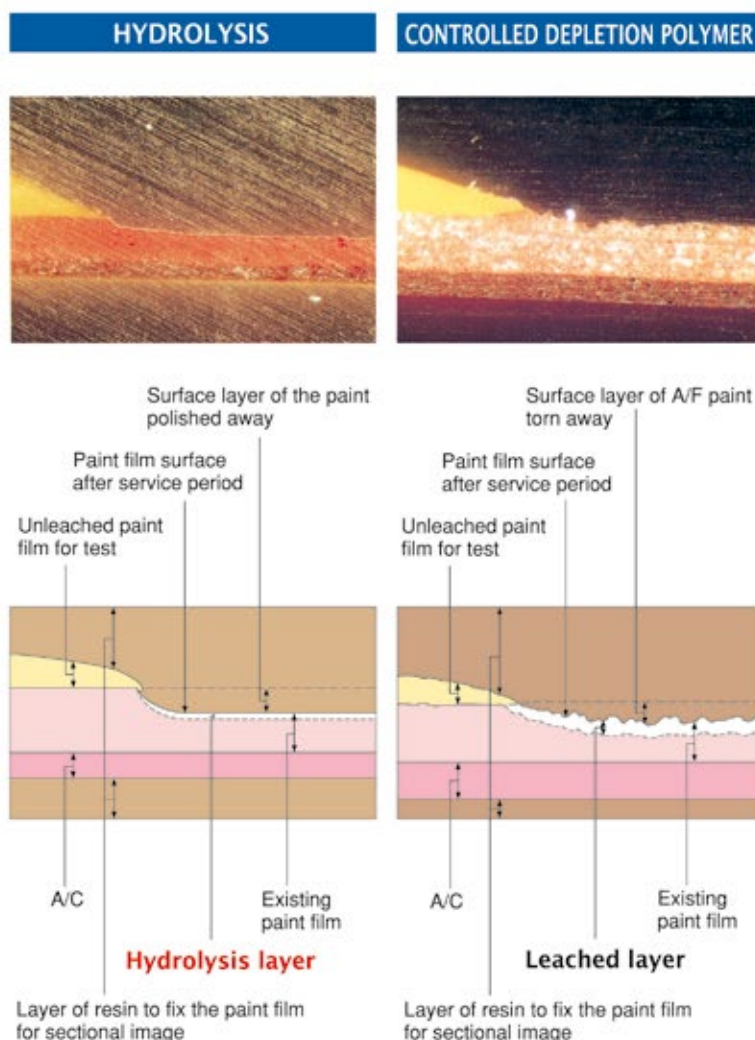 HYDROLYSIS
Surface layer of the paint
polished away
Paint film surface
after service period
Unleached paint
film for test
A/C
Existing
paint film
Hydrolysis layer
Layer of resin to fix the paint film
for sectional image
CONTROLLED DEPLETION POLYMER
Surface layer of A/F paint
torn away
Paint film surface
after service period
Unleached paint
film for test
A/C
Existing
paint film
Leached layer
Layer of resin to fix the paint film
for sectional image